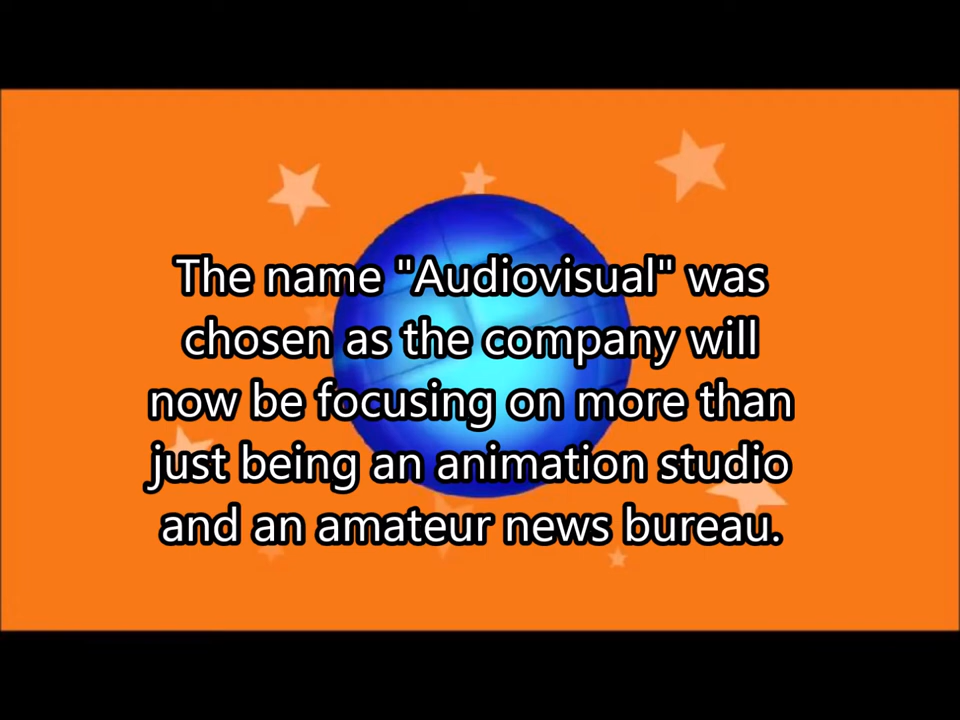 The name "Audiovisual" was
chosen as the company will
now be focusing on more than
just being an animation studio
and an amateur news bureau.